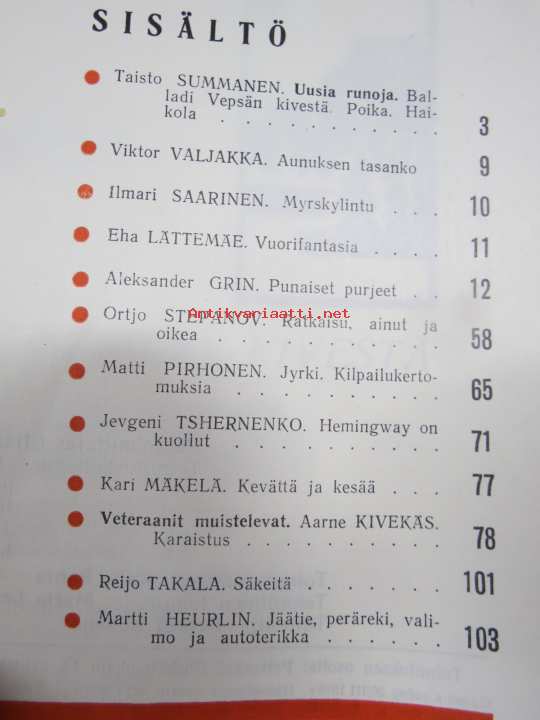 SISÄLTÖ
Taisto SUMMANEN. Uusia runoja. Bal-
ladi Vepsän kivestä. Poika. Hai-
kola . . . . . . . . . . 3
Viktor VALJAKKA. Aunuksen tasanko 9
Ilmari SAARINEN. Myrskylintu . . . 10
Eha LÄTTEMÄE. Vuorifantasia . . . . 11
Aleksander GRIN. Punaiset purjeet . . 12
Antikvariaatti.net
Ortjo STEPANOV. Ratkaisu, ainut ja
oikea . . . . . . . . . . 58
Matti PIRHONEN. Jyrki. Kilpailukerto-
muksia . . . . . . . . . 65
Jevgeni TSHERNENKO. Hemingway on
kuollut . . . . . . . . . 71
Kari MÄKELÄ. Kevättä ja kesää . . . 77
Veteraanit muistelevat. Aarne KIVEKÄS.
Karaistus . . . . . . . . 78
Reijo TAKALA. Säkeitä . . . . . . 101
Martti HEURLIN. Jäätie, peräreki, vali-
mo ja autoterikka . . . . . 103